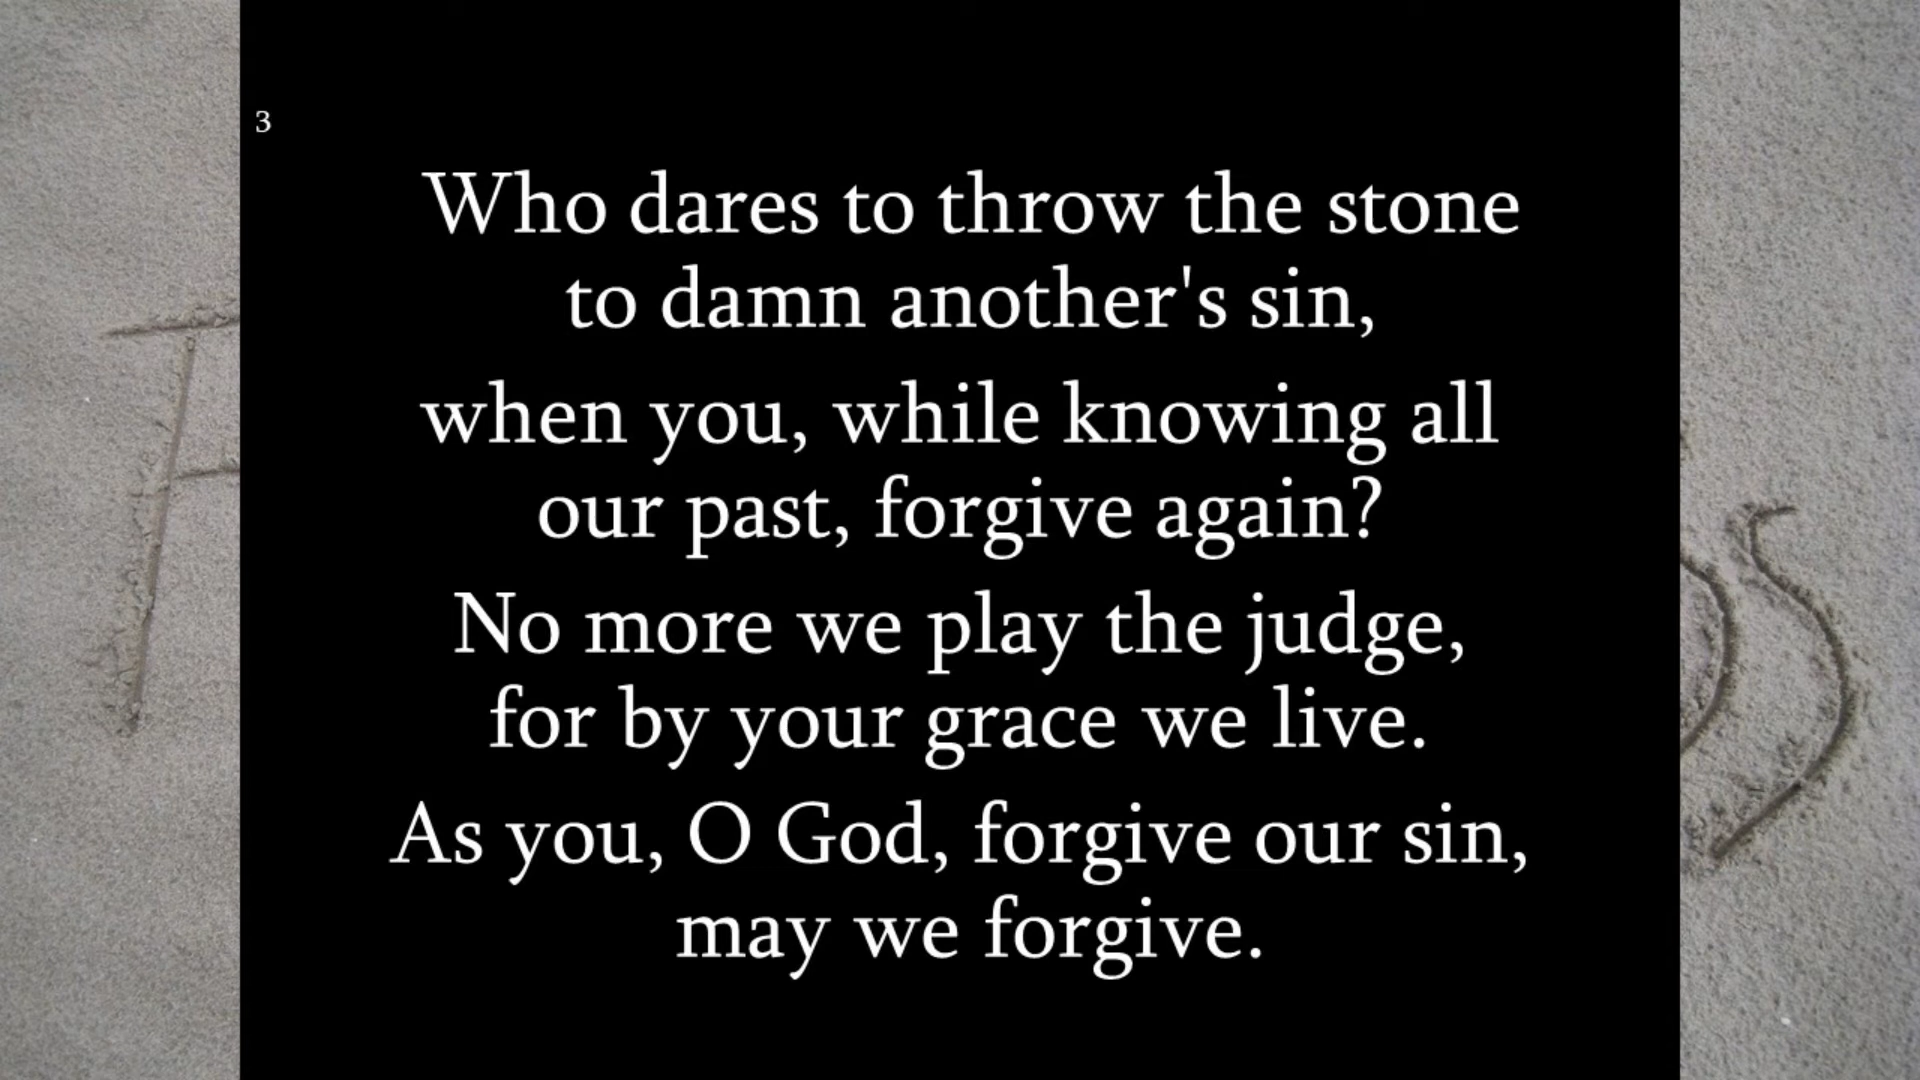 3
Who dares to throw the stone
to damn another's sin,
when you, while knowing all
our past, forgive again?
No more we play the judge,
for by your grace we live.
As you, O God, forgive our sin,
may we forgive.